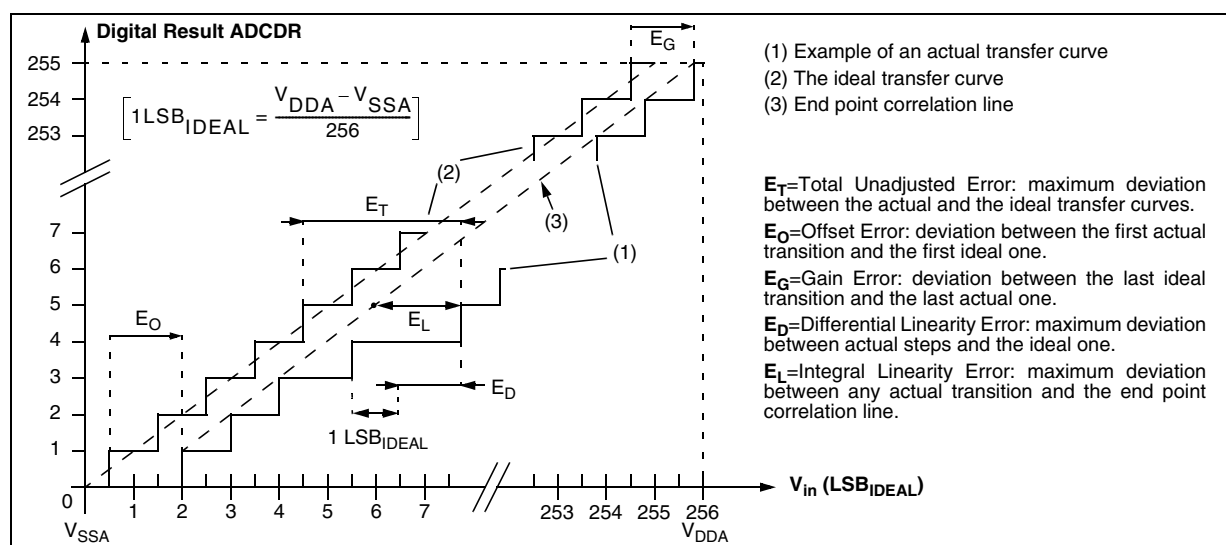 Digital Result ADCDR
E_G
(1) Example of an actual transfer curve
(2) The ideal transfer curve
(3) End point correlation line
255
254
253
[1LSB_IDEAL = (V_DDA – V_SSA) / 256]
(2)
E_T
(3)
(1)
E_T=Total Unadjusted Error: maximum deviation
between the actual and the ideal transfer curves.
E_O=Offset Error: deviation between the first actual
transition and the first ideal one.
E_G=Gain Error: deviation between the last ideal
transition and the last actual one.
E_D=Differential Linearity Error: maximum deviation
between actual steps and the ideal one.
E_L=Integral Linearity Error: maximum deviation
between any actual transition and the end point
correlation line.
7
6
5
4
3
2
1
E_O
E_L
E_D
1 LSB_IDEAL
0
1 2 3 4 5 6 7 253 254 255 256
V_in (LSB_IDEAL)
V_SSA
V_DDA